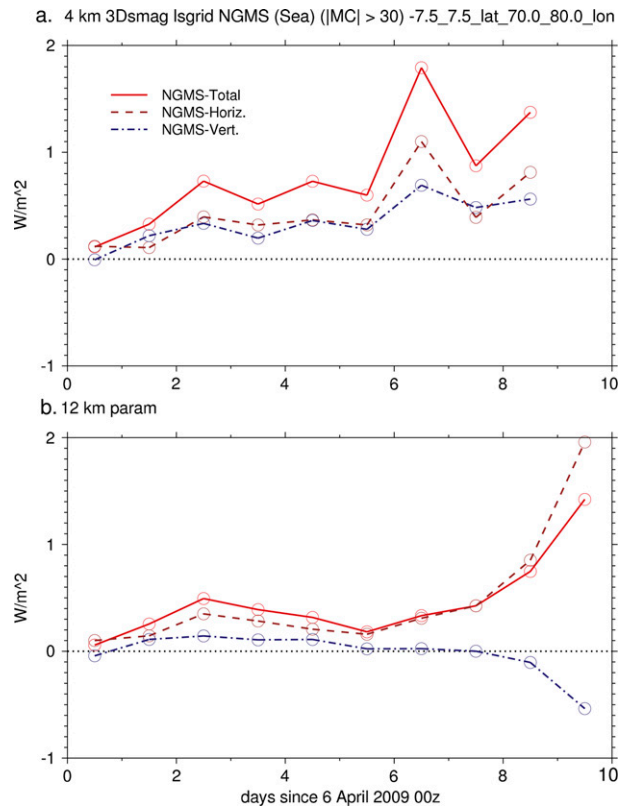 a. 4 km 3Dsmag lsgrid NGMS (Sea) (|MC| > 30) -7.5_7.5_lat_70.0_80.0_lon
2
NGMS-Total
NGMS-Horiz.
NGMS-Vert.
1
W/m^2
0
-1
0 2 4 6 8 10
b. 12 km param
2
1
W/m^2
0
-1
0 2 4 6 8 10
days since 6 April 2009 00z